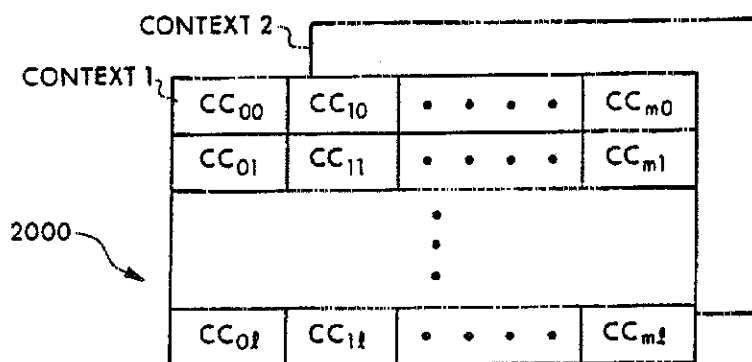 CONTEXT 2
CONTEXT 1
CC₀₀ CC₁₀ • • • • CCₘ₀
CC₀₁ CC₁₁ • • • • CCₘ₁
2000
CC₀ℓ CC₁ℓ • • • • CCₘℓ